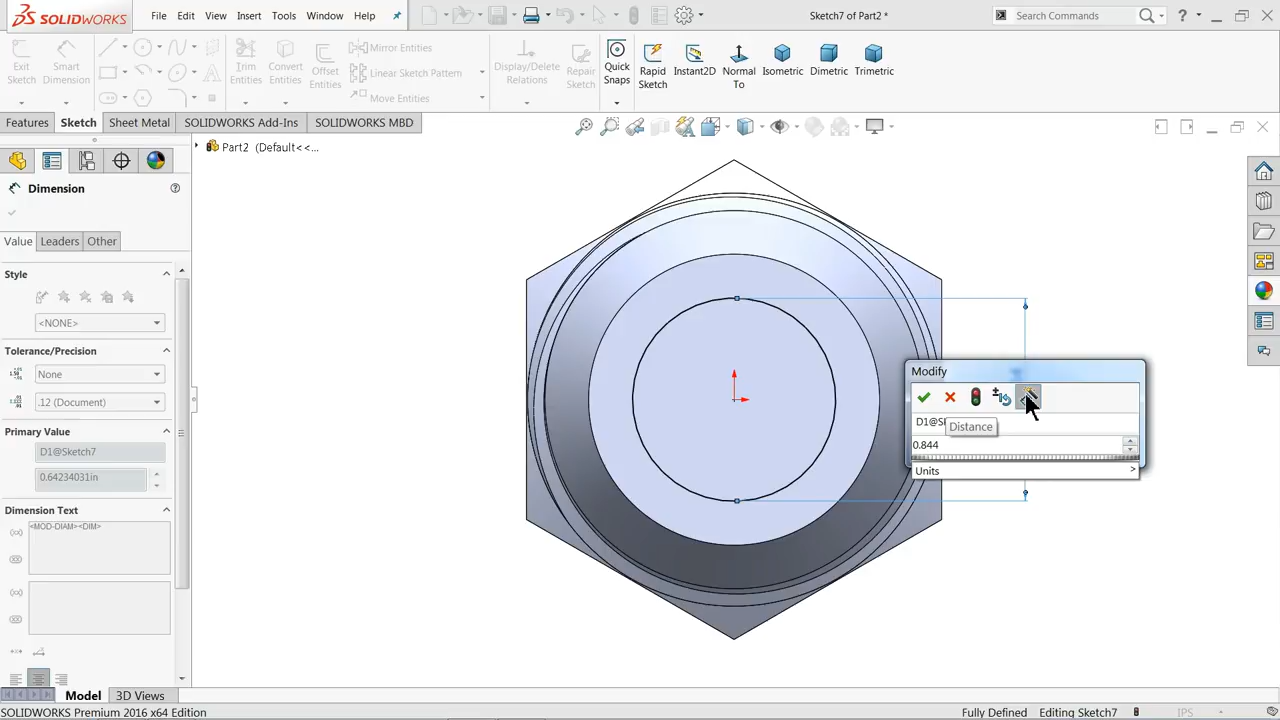 SOLIDWORKS File Edit View Insert Tools Window Help Sketch7 of Part2 * Search Commands ?
Exit Sketch Smart Dimension Trim Entities Convert Entities Offset Entities Mirror Entities Linear Sketch Pattern Move Entities Display/Delete Relations Repair Sketch Quick Snaps Rapid Sketch Instant2D Normal To Isometric Dimetric Trimetric
Features Sketch Sheet Metal SOLIDWORKS Add-Ins SOLIDWORKS MBD
Part2 (Default<<...
Dimension
Value Leaders Other
Style
<NONE>
Tolerance/Precision
None
.12 (Document)
Primary Value
D1@Sketch7
0.64234031in
Dimension Text
<MOD-DIAM><DIM>
Modify
Distance
0.844
Units >
Model 3D Views
SOLIDWORKS Premium 2016 x64 Edition Fully Defined Editing Sketch7 IPS